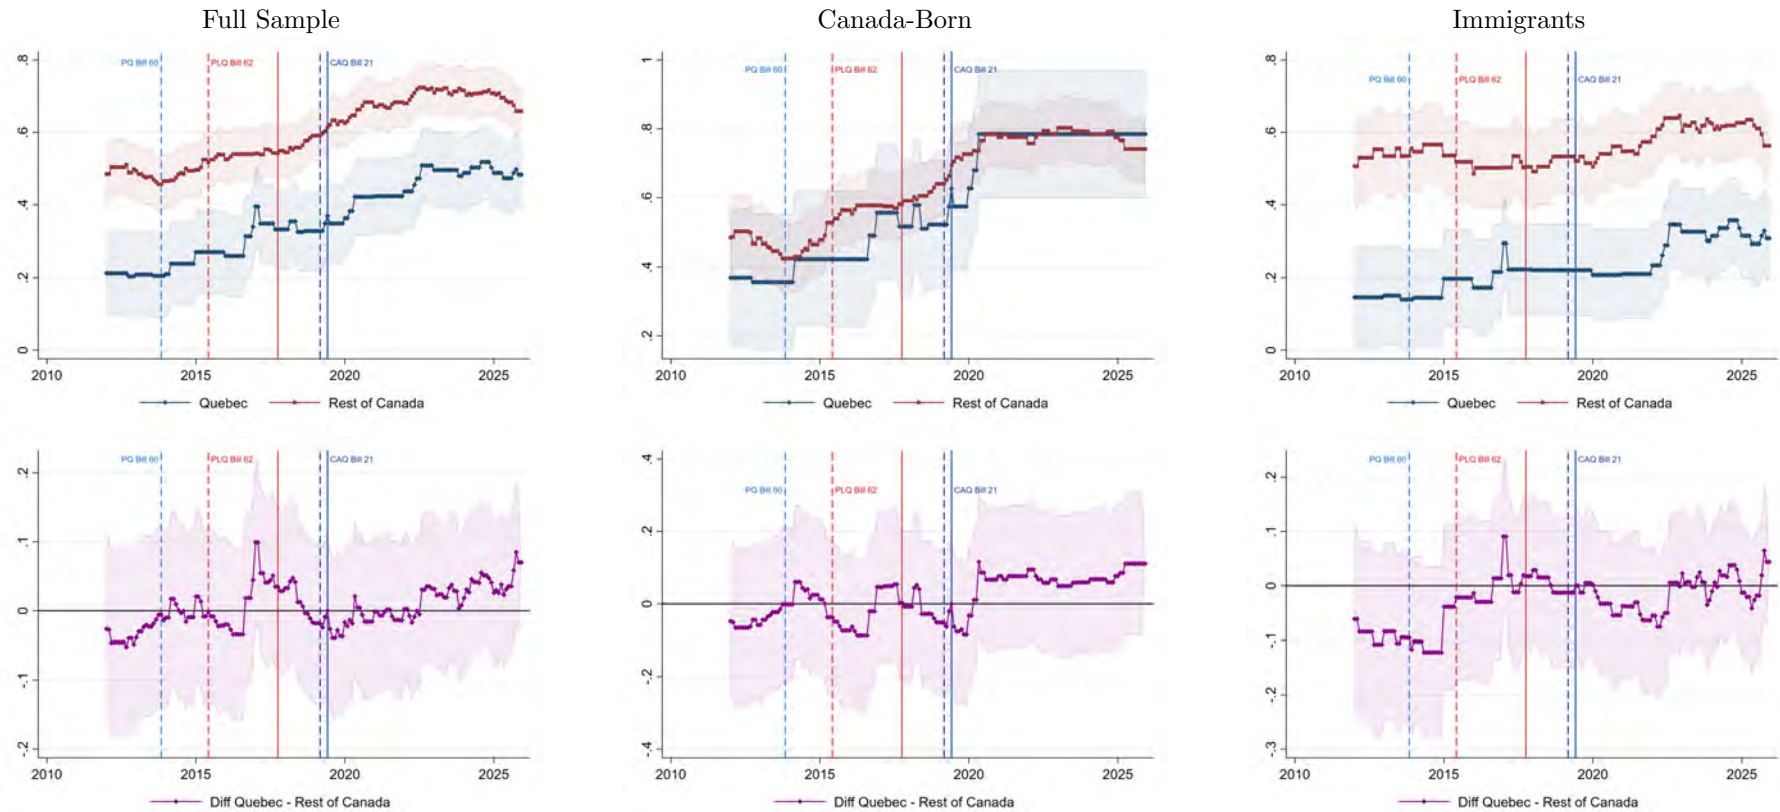 Full Sample
Canada-Born
Immigrants
.8
.6
.4
.2
0
PQ Bill 60
PLQ Bill 62
CAQ Bill 21
2010 2015 2020 2025
Quebec Rest of Canada
1
.8
.6
.4
.2
PQ Bill 60
PLQ Bill 62
CAQ Bill 21
2010 2015 2020 2025
Quebec Rest of Canada
.8
.6
.4
.2
0
PQ Bill 60
PLQ Bill 62
CAQ Bill 21
2010 2015 2020 2025
Quebec Rest of Canada
.2
.1
0
-.1
-.2
PQ Bill 60
PLQ Bill 62
CAQ Bill 21
2010 2015 2020 2025
Diff Quebec - Rest of Canada
.4
.2
0
-.2
-.4
PQ Bill 60
PLQ Bill 62
CAQ Bill 21
2010 2015 2020 2025
Diff Quebec - Rest of Canada
.2
.1
0
-.1
-.2
-.3
PQ Bill 60
PLQ Bill 62
CAQ Bill 21
2010 2015 2020 2025
Diff Quebec - Rest of Canada